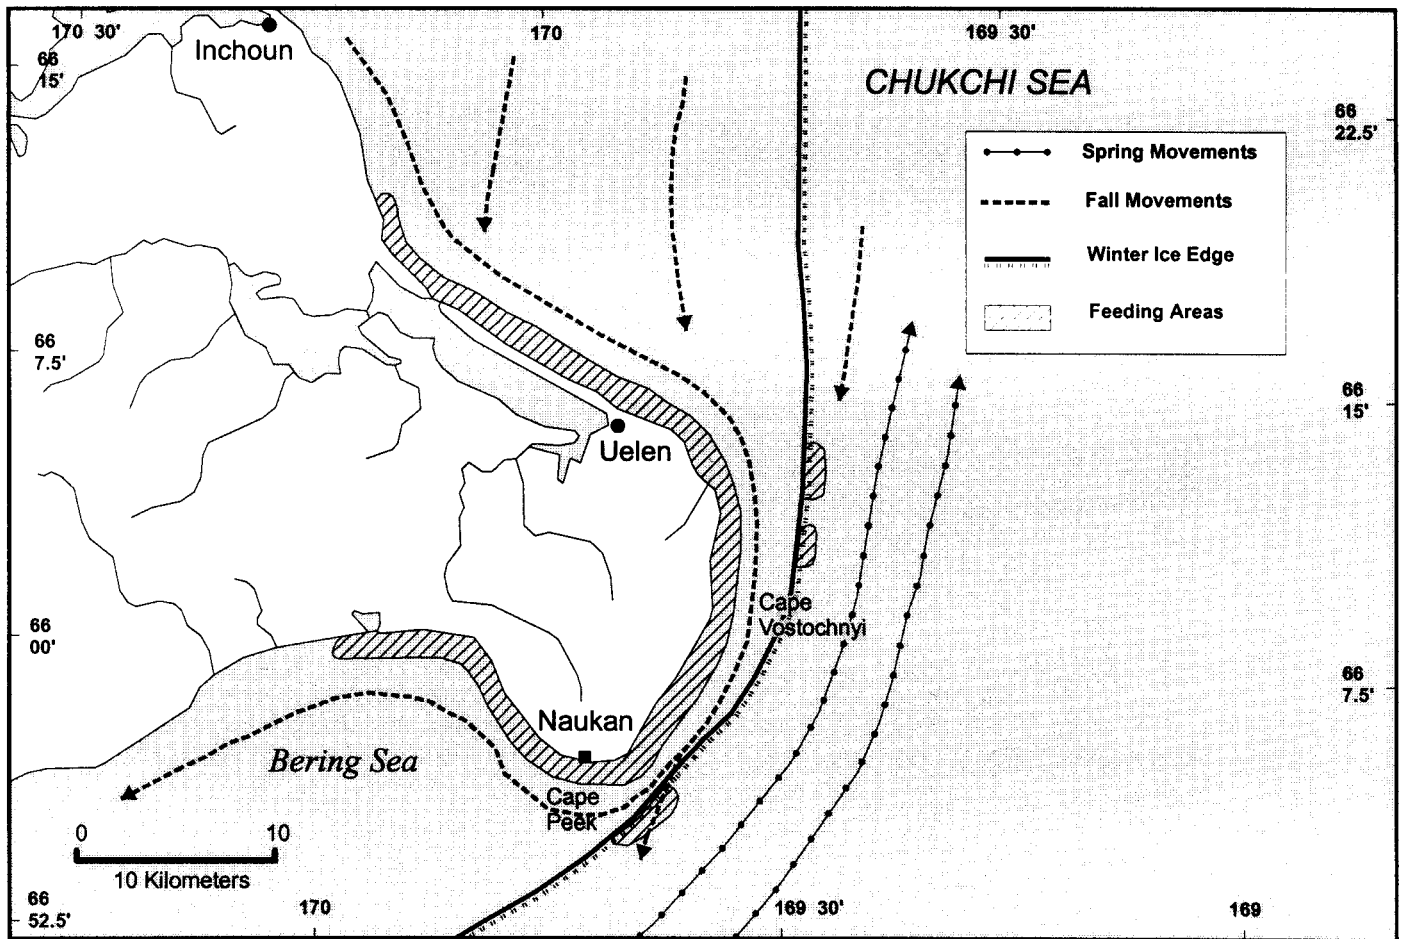 170 30'
170
169 30'
Inchoun
66
15'
CHUKCHI SEA
66
22.5'
Spring Movements
Fall Movements
Winter Ice Edge
Feeding Areas
66
7.5'
66
15'
Uelen
Cape
Vostochnyi
66
00'
66
7.5'
Naukan
Bering Sea
Cape
Peek
0 10
10 Kilometers
66
52.5'
170
169 30'
169